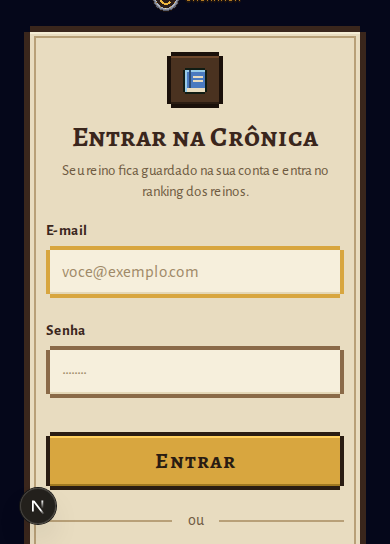 Entrar na Crônica
Seu reino fica guardado na sua conta e entra no
ranking dos reinos.
E-mail
voce@exemplo.com
Senha
········
Entrar
N
ou